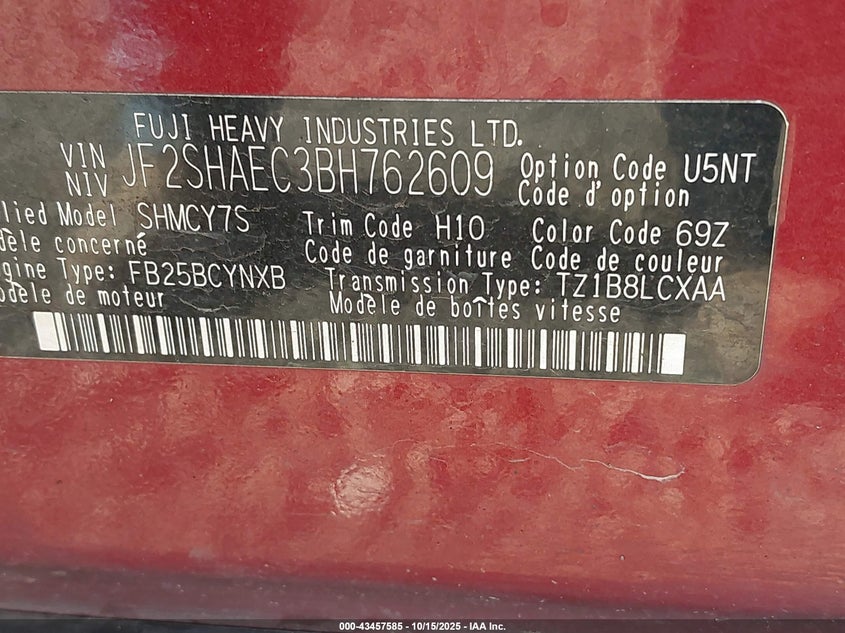 FUJI HEAVY INDUSTRIES LTD.
VIN
NIV JF2SHAEC3BH762609 Option Code U5NT
Code d'option
lied Model SHMCY7S Trim Code H10 Color Code 69Z
dèle concerné Code de garniture Code de couleur
gine Type: FB25BCYNXB Transmission Type: TZ1B8LCXAA
odèle de moteur Modèle de boîtes vitesse
000-43457585 - 10/15/2025 - IAA Inc.